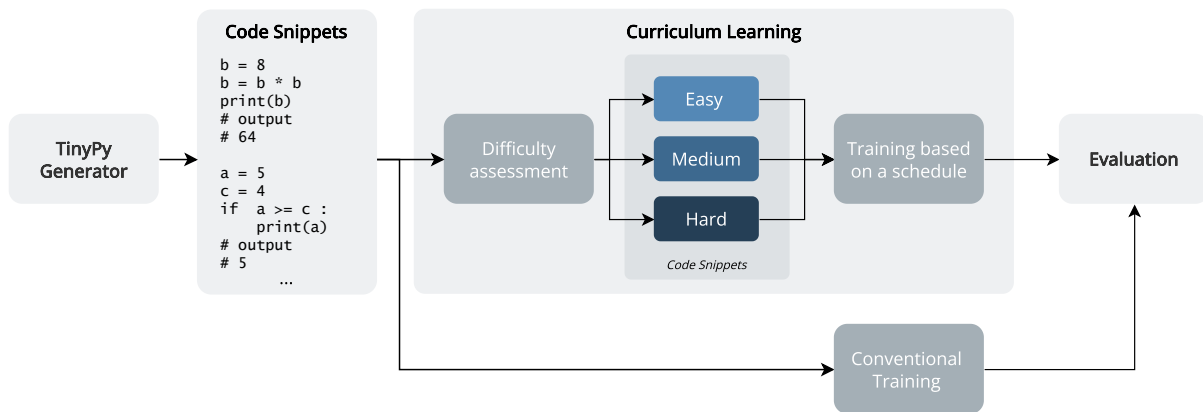 TinyPy
Generator
Code Snippets
b = 8
b = b * b
print(b)
# output
# 64
a = 5
c = 4
if  a >= c :
    print(a)
# output
# 5
...
Curriculum Learning
Difficulty
assessment
Easy
Medium
Hard
Code Snippets
Training based
on a schedule
Conventional
Training
Evaluation